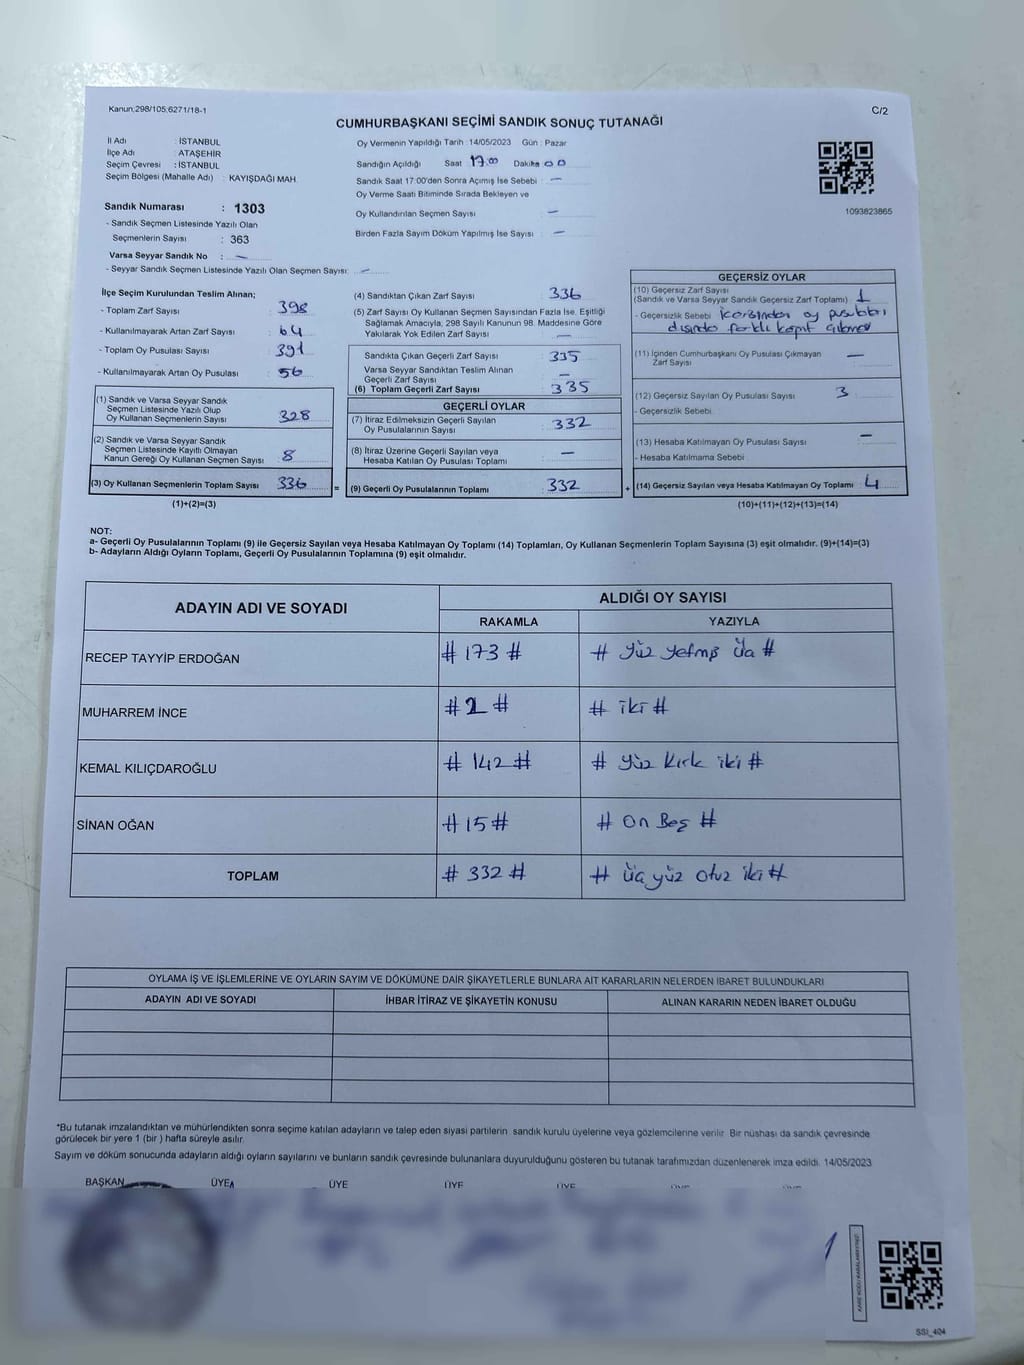 Kanun;298/105;6271/18-1
C/2
CUMHURBAŞKANI SEÇİMİ SANDIK SONUÇ TUTANAĞI
İl Adı : İSTANBUL
İlçe Adı : ATAŞEHİR
Seçim Çevresi : İSTANBUL
Seçim Bölgesi (Mahalle Adı) : KAYIŞDAĞI MAH.
Sandık Numarası : 1303
- Sandık Seçmen Listesinde Yazılı Olan
Seçmenlerin Sayısı : 363
Varsa Seyyar Sandık No : —
- Seyyar Sandık Seçmen Listesinde Yazılı Olan Seçmen Sayısı: —
Oy Vermenin Yapıldığı Tarih : 14/05/2023 Gün : Pazar
Sandığın Açıldığı Saat 17:00 Dakika 00
Sandık Saat 17:00'den Sonra Açımış İse Sebebi : —
Oy Verme Saati Bitiminde Sırada Bekleyen ve
Oy Kullandırılan Seçmen Sayısı : —
Birden Fazla Sayım Döküm Yapılmış İse Sayısı : —
1093823865
İlçe Seçim Kurulundan Teslim Alınan;
- Toplam Zarf Sayısı : 398
- Kullanılmayarak Artan Zarf Sayısı : 64
- Toplam Oy Pusulası Sayısı : 391
- Kullanılmayarak Artan Oy Pusulası : 56
(1) Sandık ve Varsa Seyyar Sandık
Seçmen Listesinde Yazılı Olup
Oy Kullanan Seçmenlerin Sayısı : 328
(2) Sandık ve Varsa Seyyar Sandık
Seçmen Listesinde Kayıtlı Olmayan
Kanun Gereği Oy Kullanan Seçmen Sayısı : 8
(3) Oy Kullanan Seçmenlerin Toplam Sayısı : 336
(1)+(2)=(3)
(4) Sandıktan Çıkan Zarf Sayısı : 336
(5) Zarf Sayısı Oy Kullanan Seçmen Sayısından Fazla İse, Eşitliği
Sağlamak Amacıyla; 298 Sayılı Kanunun 98. Maddesine Göre
Yakılarak Yok Edilen Zarf Sayısı : —
Sandıkta Çıkan Geçerli Zarf Sayısı : 335
Varsa Seyyar Sandıktan Teslim Alınan
Geçerli Zarf Sayısı : —
(6) Toplam Geçerli Zarf Sayısı : 335
GEÇERLİ OYLAR
(7) İtiraz Edilmeksizin Geçerli Sayılan
Oy Pusulalarının Sayısı : 332
(8) İtiraz Üzerine Geçerli Sayılan veya
Hesaba Katılan Oy Pusulası Toplamı : —
= (9) Geçerli Oy Pusulalarının Toplamı : 332
GEÇERSİZ OYLAR
(10) Geçersiz Zarf Sayısı
(Sandık ve Varsa Seyyar Sandık Geçersiz Zarf Toplamı) : 1
- Geçersizlik Sebebi : oy pusulası
dışında farklı
(11) İçinden Cumhurbaşkanı Oy Pusulası Çıkmayan
Zarf Sayısı : —
(12) Geçersiz Sayılan Oy Pusulası Sayısı : 3
- Geçersizlik Sebebi :
(13) Hesaba Katılmayan Oy Pusulası Sayısı : —
- Hesaba Katılmama Sebebi :
+ (14) Geçersiz Sayılan veya Hesaba Katılmayan Oy Toplamı : 4
(10)+(11)+(12)+(13)=(14)
NOT:
a- Geçerli Oy Pusulalarının Toplamı (9) ile Geçersiz Sayılan veya Hesaba Katılmayan Oy Toplamı (14) Toplamları, Oy Kullanan Seçmenlerin Toplam Sayısına (3) eşit olmalıdır. (9)+(14)=(3)
b- Adayların Aldığı Oyların Toplamı, Geçerli Oy Pusulalarının Toplamına (9) eşit olmalıdır.
ADAYIN ADI VE SOYADI ALDIĞI OY SAYISI
RAKAMLA YAZIYLA
RECEP TAYYİP ERDOĞAN # 173 # # Yüz Yetmiş Üç #
MUHARREM İNCE # 2 # # iki #
KEMAL KILIÇDAROĞLU # 142 # # Yüz Kırk iki #
SİNAN OĞAN # 15 # # On Beş #
TOPLAM # 332 # # Üç yüz Otuz iki #
OYLAMA İŞ VE İŞLEMLERİNE VE OYLARIN SAYIM VE DÖKÜMÜNE DAİR ŞİKAYETLERLE BUNLARA AİT KARARLARIN NELERDEN İBARET BULUNDUKLARI
ADAYIN ADI VE SOYADI İHBAR İTİRAZ VE ŞİKAYETİN KONUSU ALINAN KARARIN NEDEN İBARET OLDUĞU
*Bu tutanak imzalandıktan ve mühürlendikten sonra seçime katılan adayların ve talep eden siyasi partilerin sandık kurulu üyelerine veya gözlemcilerine verilir. Bir nüshası da sandık çevresinde
görülecek bir yere 1 (bir) hafta süreyle asılır.
Sayım ve döküm sonucunda adayların aldığı oyların sayılarını ve bunların sandık çevresinde bulunanlara duyurulduğunu gösteren bu tutanak tarafımızdan düzenlenerek imza edildi. 14/05/2023
BAŞKAN ÜYE ÜYE ÜYE ÜYE
KARE KODU KARALAMAYINIZ!
SSI_404